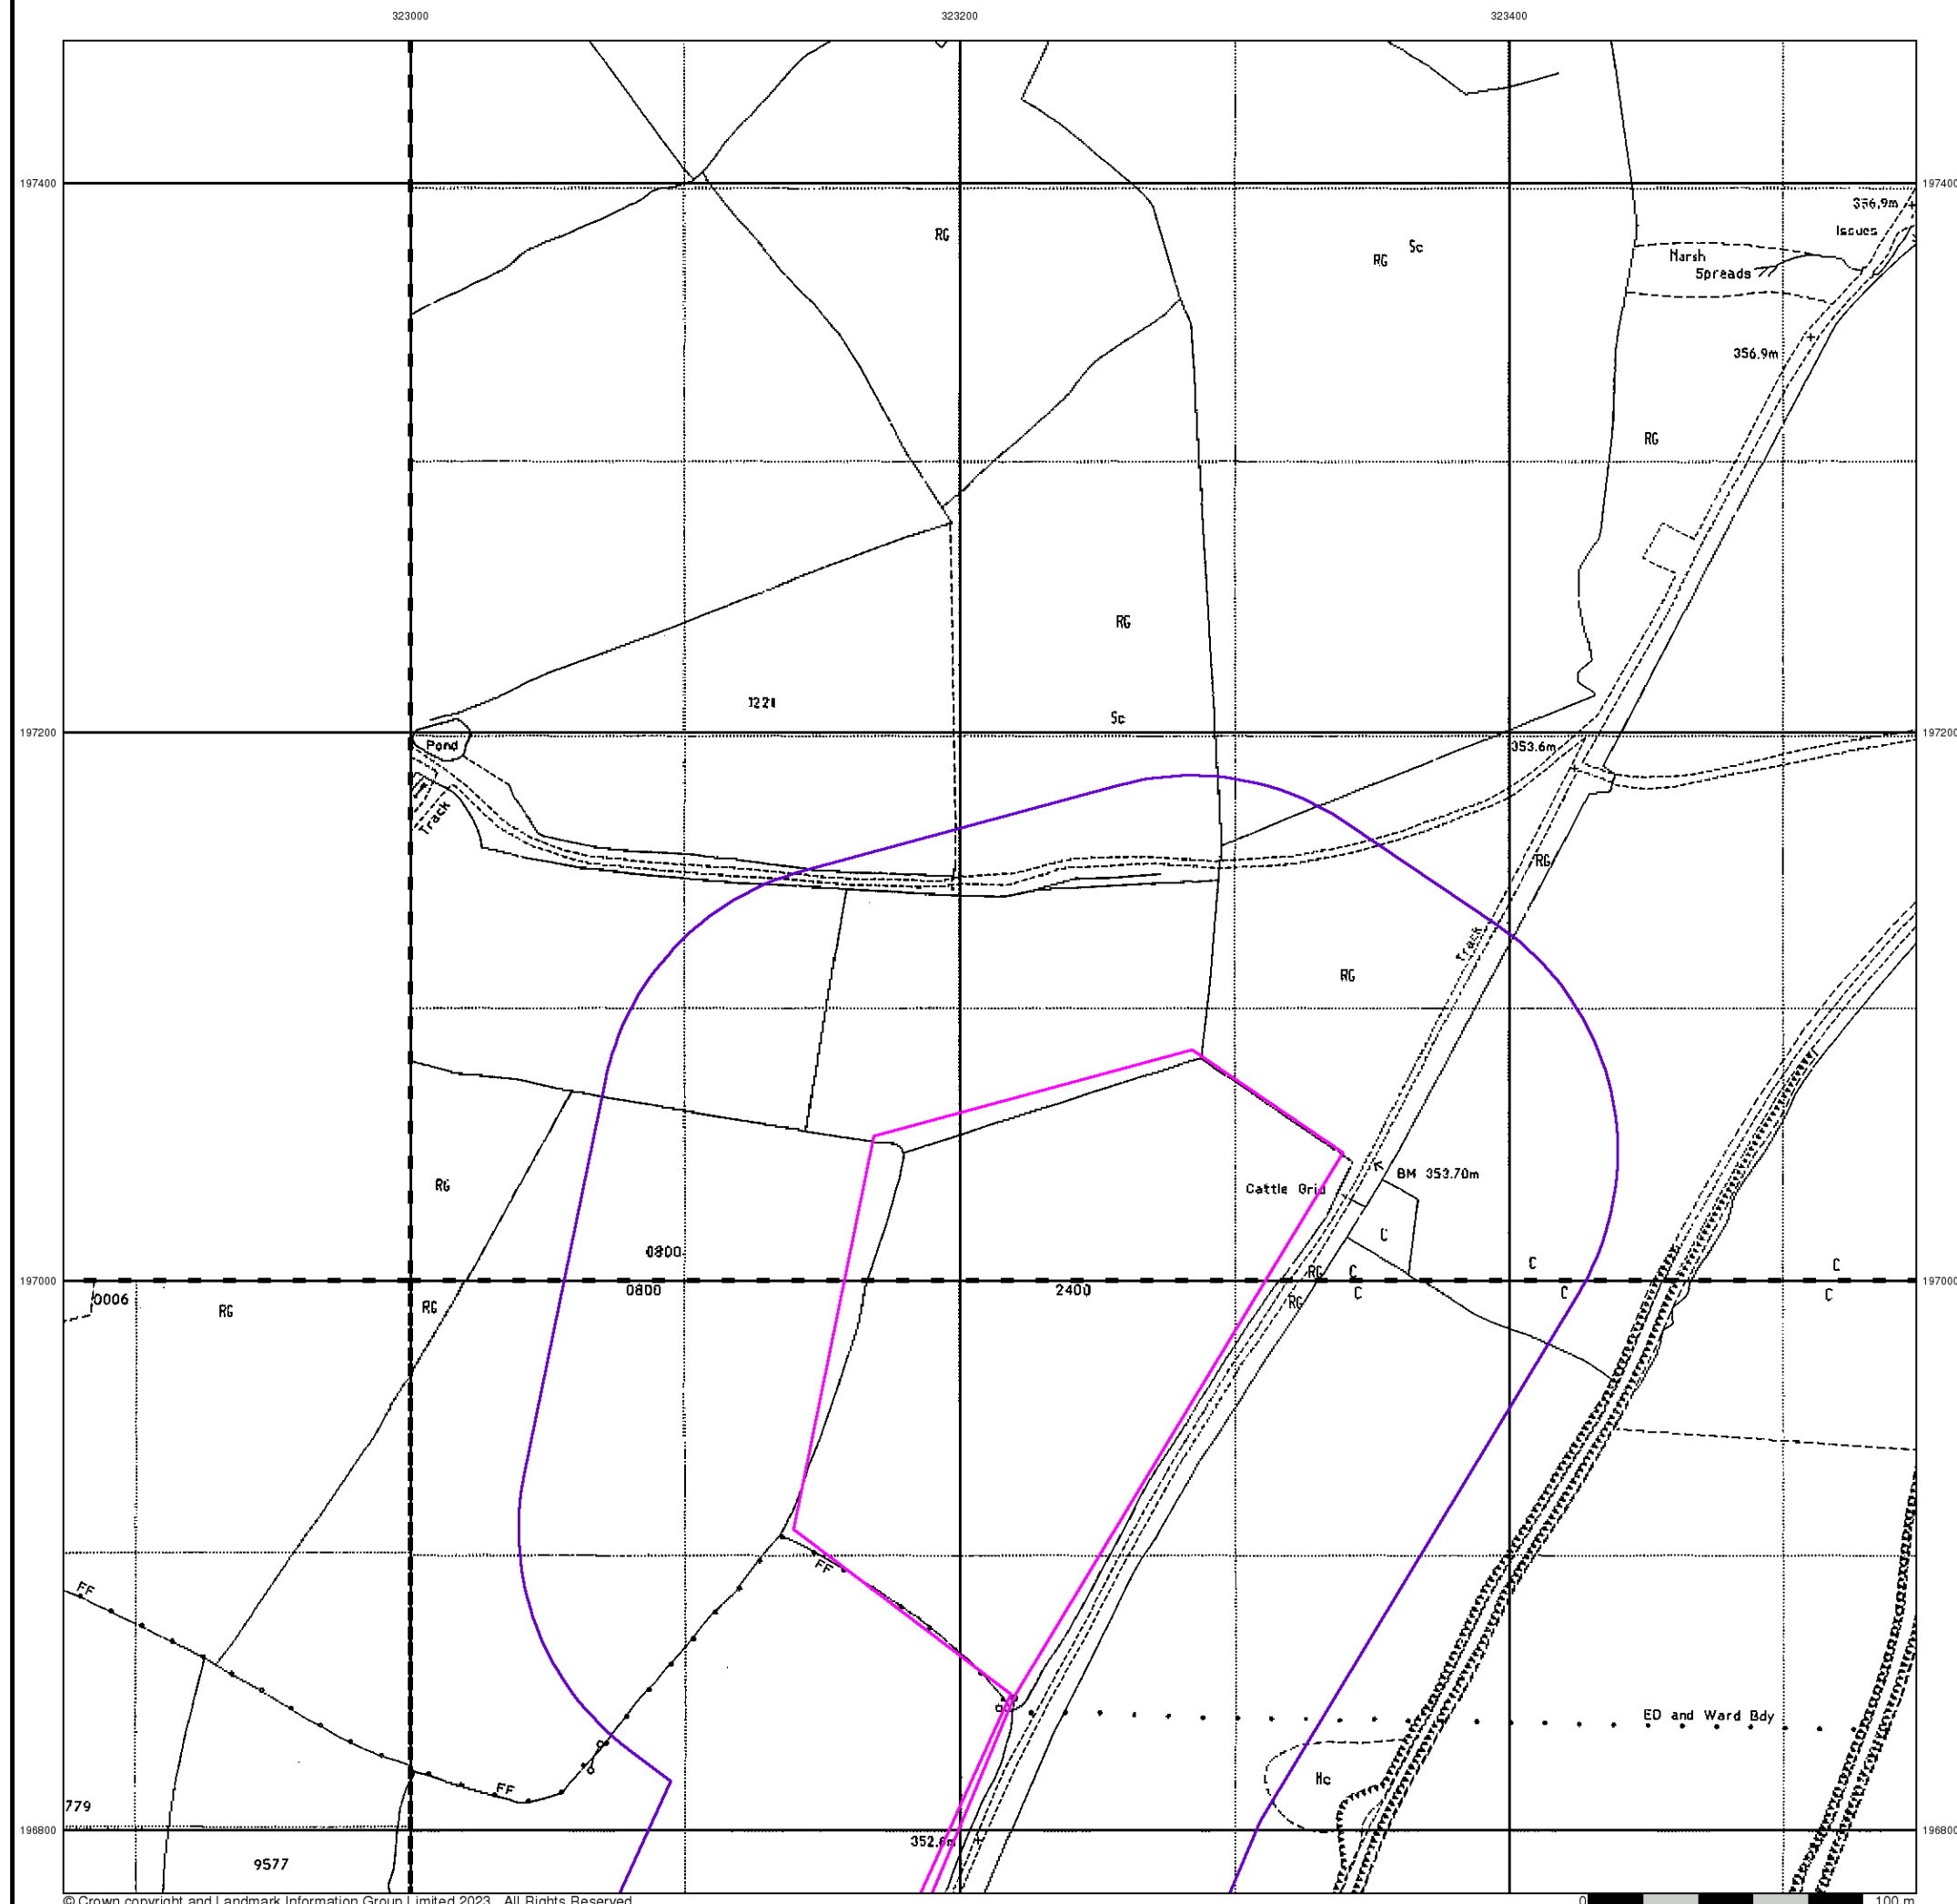 323000 323200 323400
197400 197400
356.9m
Issues
RG
Sc
RG
Marsh
Spreads
356.9m
RG
RG
1221
Sc
197200 197200
Pond
353.6m
Track
RG
Track
RG
BM 353.70m
Cattle Grid
RG
C
0800
C
C
RG
C
197000 197000
0006
0800
2400
C
C
C
RG
RG
RG
FF
FF
ED and Ward Bdy
Hc
FF
779
196800 196800
352.6m
9577
© Crown copyright and Landmark Information Group Limited 2023. All Rights Reserved.
0 100 m